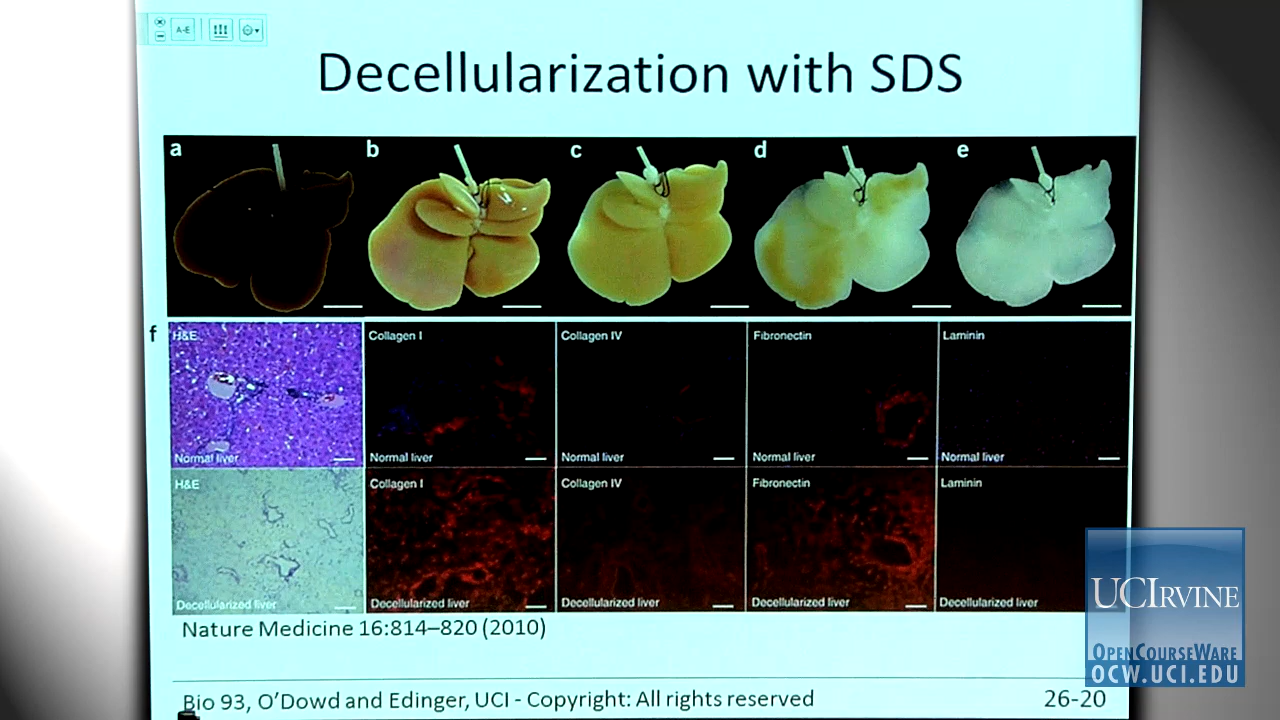 A-E
Decellularization with SDS
a
b
c
d
e
f
H&E
Collagen I
Collagen IV
Fibronectin
Laminin
Normal liver
Normal liver
Normal liver
Normal liver
Normal liver
H&E
Collagen I
Collagen IV
Fibronectin
Laminin
Decellularized liver
Decellularized liver
Decellularized liver
Decellularized liver
Decellularized liver
Nature Medicine 16:814–820 (2010)
Bio 93, O'Dowd and Edinger, UCI - Copyright: All rights reserved
26-20
UCIRVINE
OPENCOURSEWARE
OCW.UCI.EDU